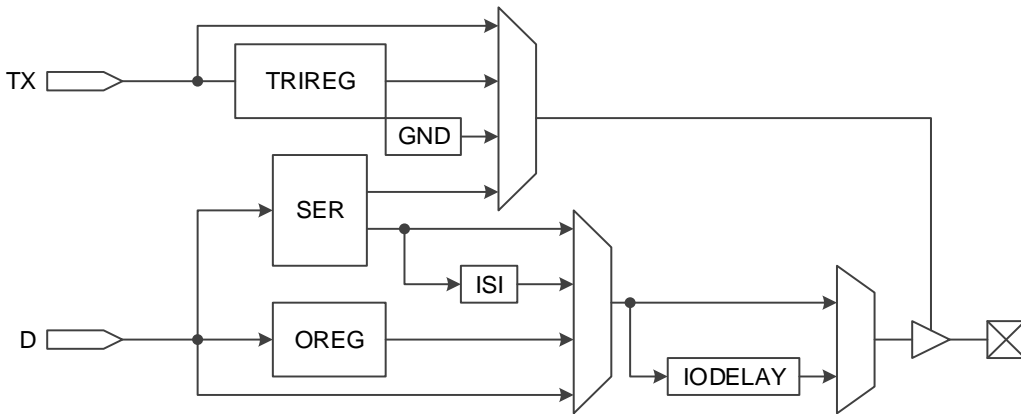 TX
TRIREG
GND
SER
ISI
D
OREG
IODELAY